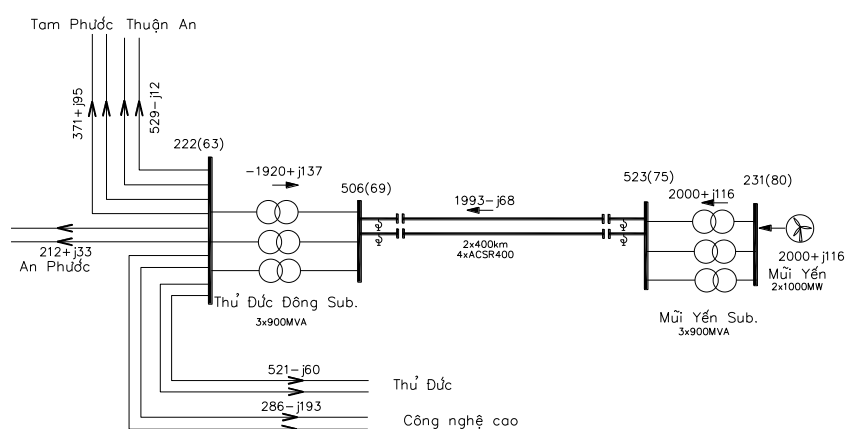 Tam Phước Thuận An
371+j95
529-j12
222(63)
-1920+j137
506(69)
1993-j68
523(75)
2000+j116
231(80)
212+j33
An Phước
2x400km
4xACSR400
2000+j116
Mũi Yến
2x1000MW
Thủ Đức Đông Sub.
3x900MVA
Mũi Yến Sub.
3x900MVA
521-j60
Thủ Đức
286-j193
Công nghệ cao